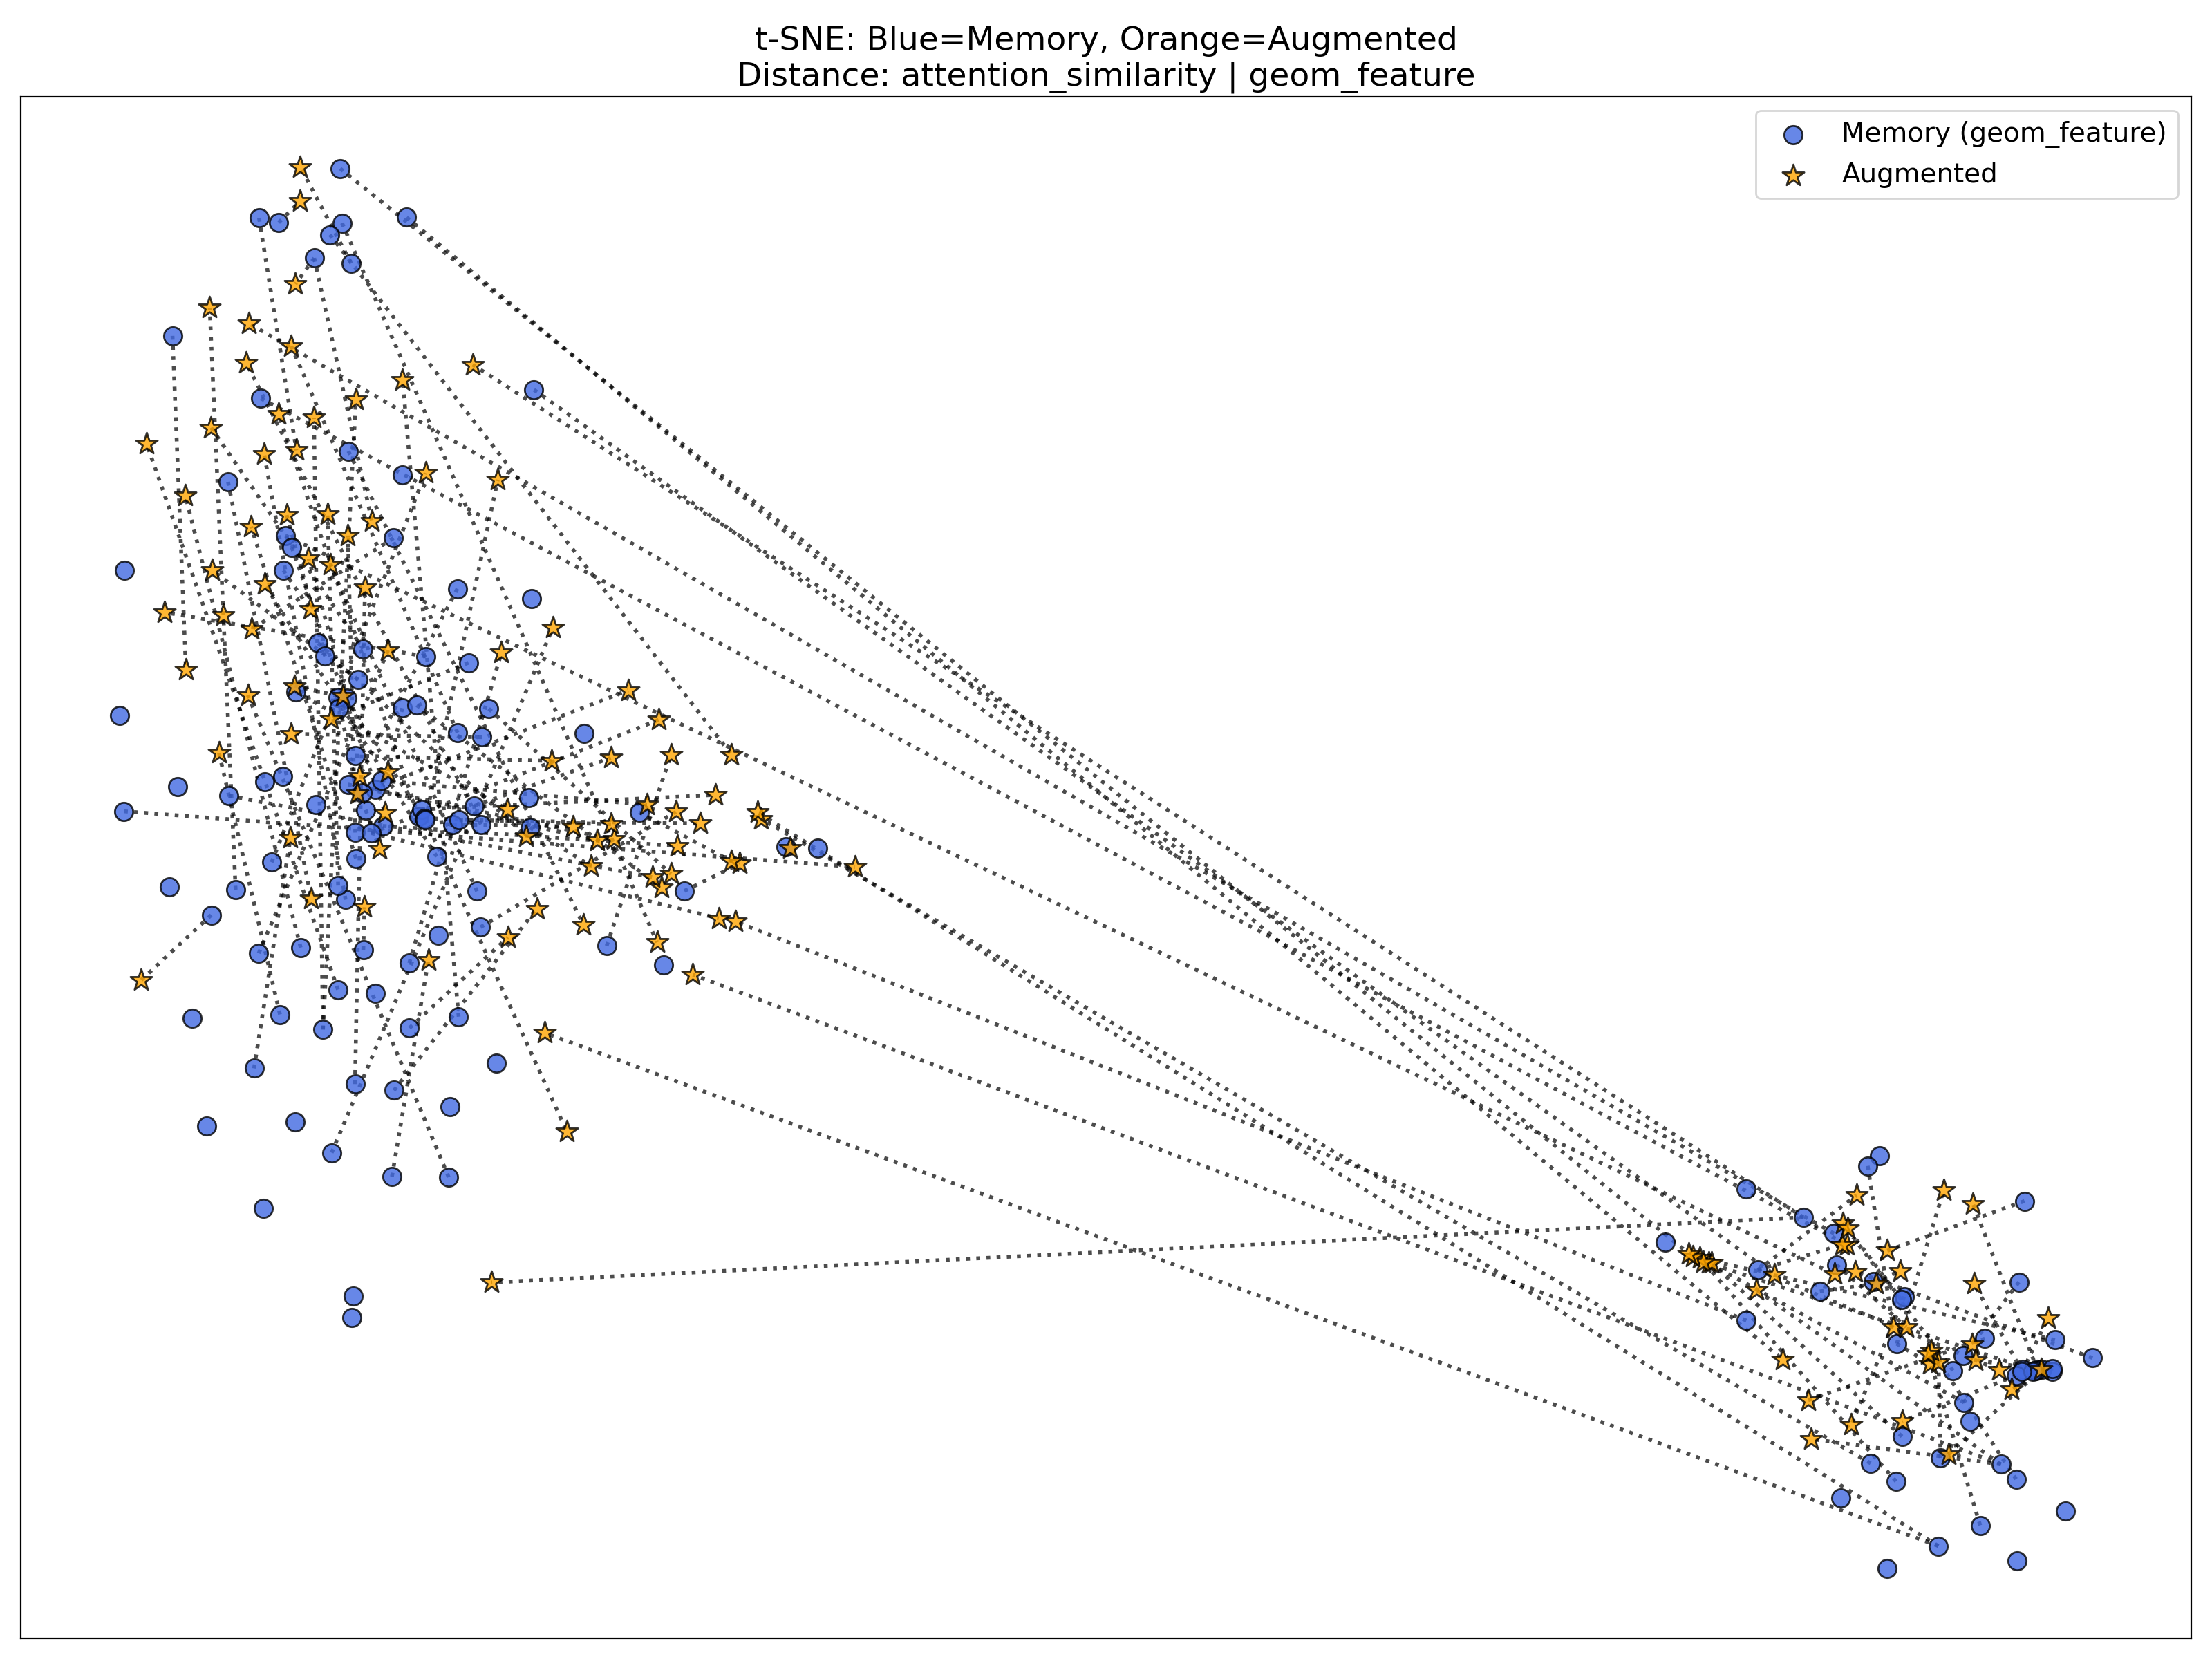 t-SNE: Blue=Memory, Orange=Augmented
Distance: attention_similarity | geom_feature
Memory (geom_feature)
Augmented